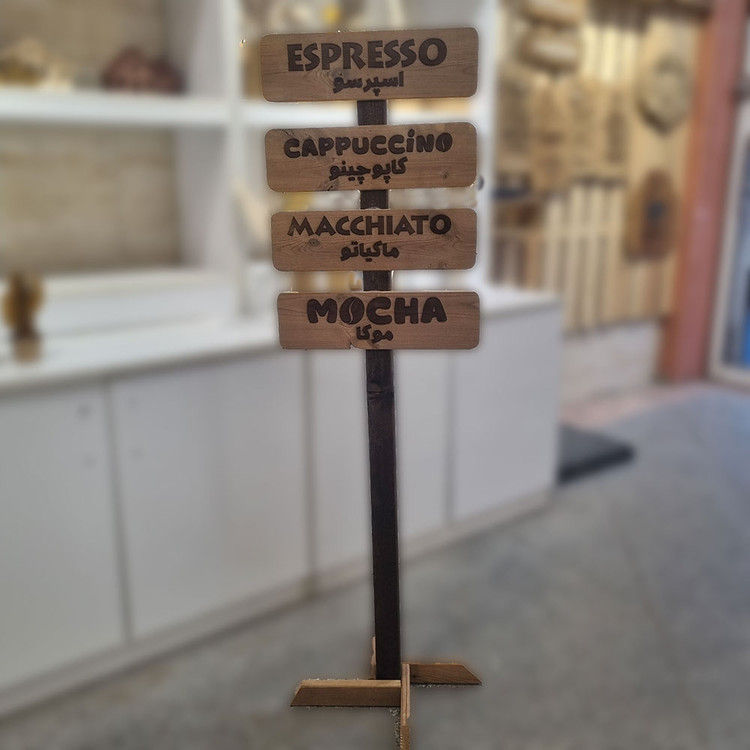 ESPRESSO
اسپرسو
CAPPUCCiNO
کاپوچینو
MACCHIATO
ماکیاتو
MOCHA
موکا